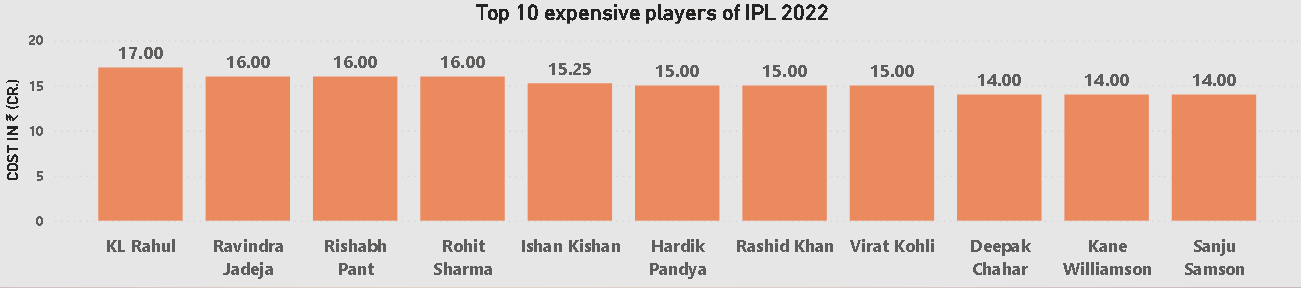 Top 10 expensive players of IPL 2022
COST IN ₹ (CR.)
20
15
10
5
0
17.00
16.00
16.00
16.00
15.25
15.00
15.00
15.00
14.00
14.00
14.00
KL Rahul
Ravindra
Jadeja
Rishabh
Pant
Rohit
Sharma
Ishan Kishan
Hardik
Pandya
Rashid Khan
Virat Kohli
Deepak
Chahar
Kane
Williamson
Sanju
Samson